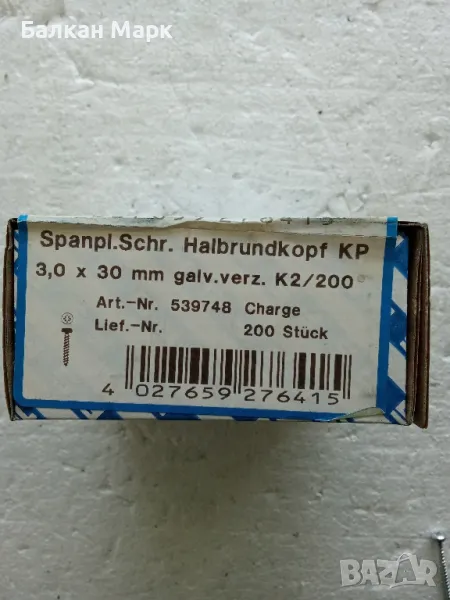 Балкан Марк
Spanpl.Schr. Halbrundkopf KP
3,0 x 30 mm galv.verz. K2/200
Art.-Nr. 539748 Charge
Lief.-Nr. 200 Stück
4 027659 276415
BAZAR